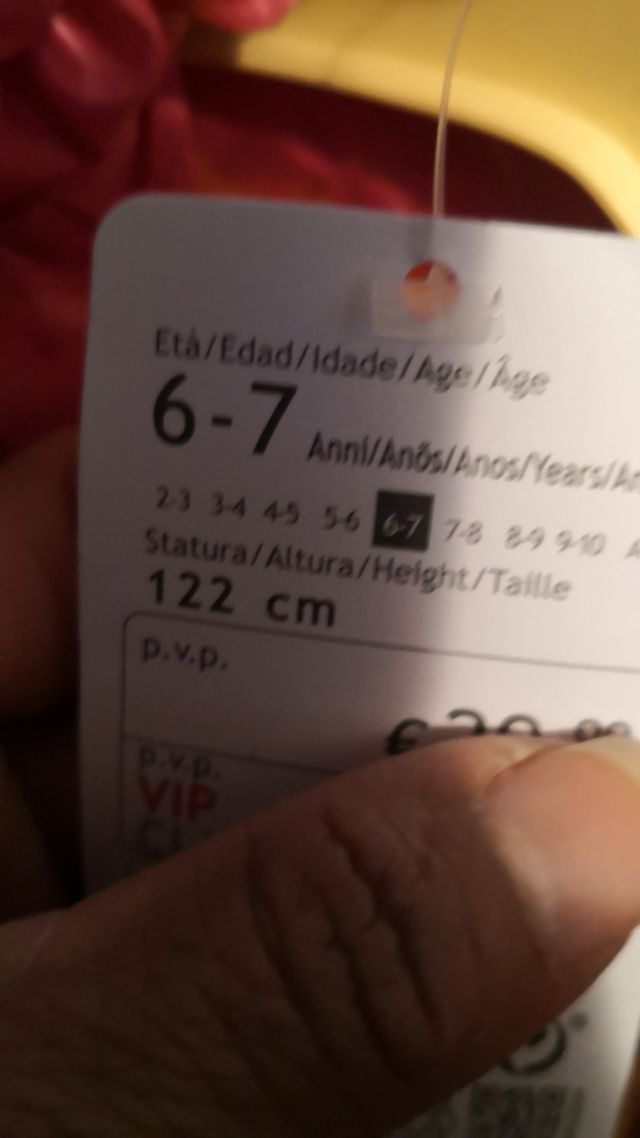 Età/Edad/Idade/Age/Âge
6-7 Anni/Anõs/Anos/Years/
2-3 3-4 4-5 5-6 6-7 7-8 8-9 9-10
Statura/Altura/Height/Taille
122 cm
p.v.p.
€
p.v.p.
VIP